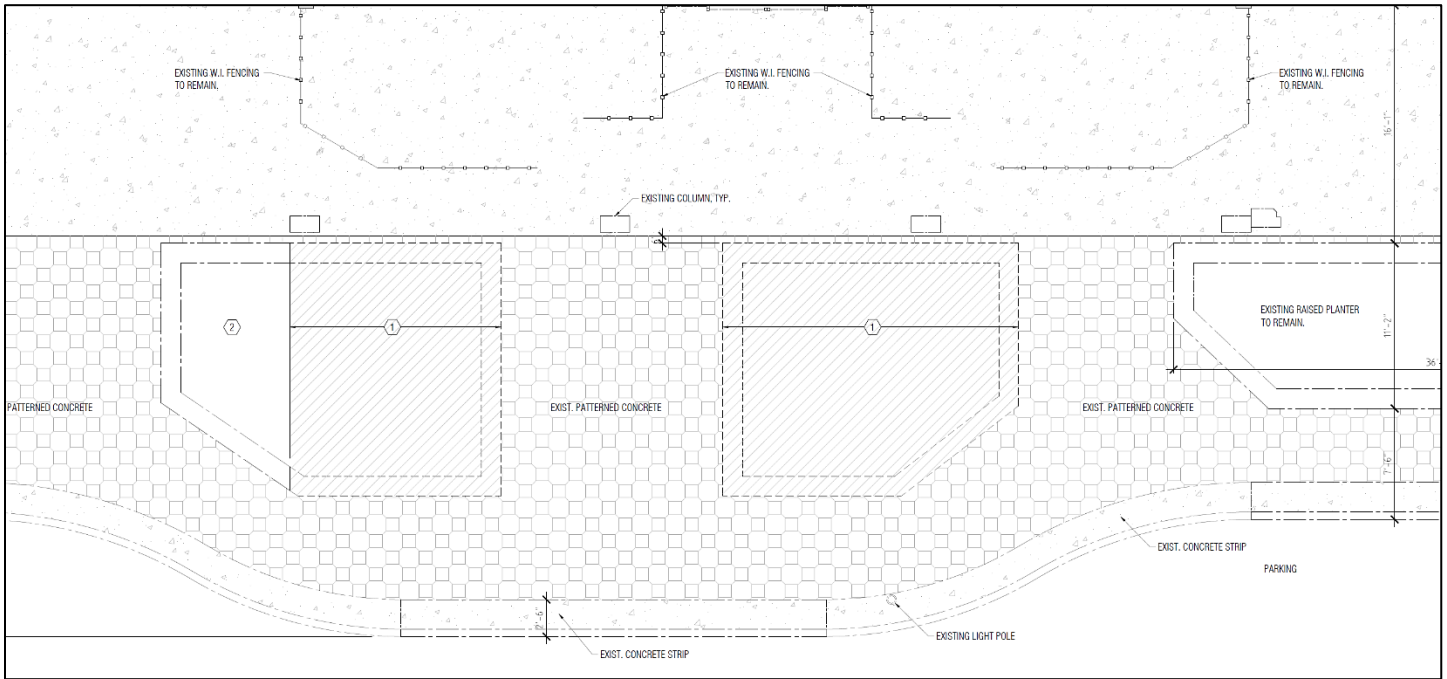 EXISTING W.I. FENCING
TO REMAIN.
EXISTING W.I. FENCING
TO REMAIN.
EXISTING W.I. FENCING
TO REMAIN.
16'-1"
EXISTING COLUMN, TYP.
2
1
1
EXISTING RAISED PLANTER
TO REMAIN.
11'-2"
36'-
PATTERNED CONCRETE
EXIST. PATTERNED CONCRETE
EXIST. PATTERNED CONCRETE
7'-6"
EXIST. CONCRETE STRIP
PARKING
2'-6"
EXISTING LIGHT POLE
EXIST. CONCRETE STRIP